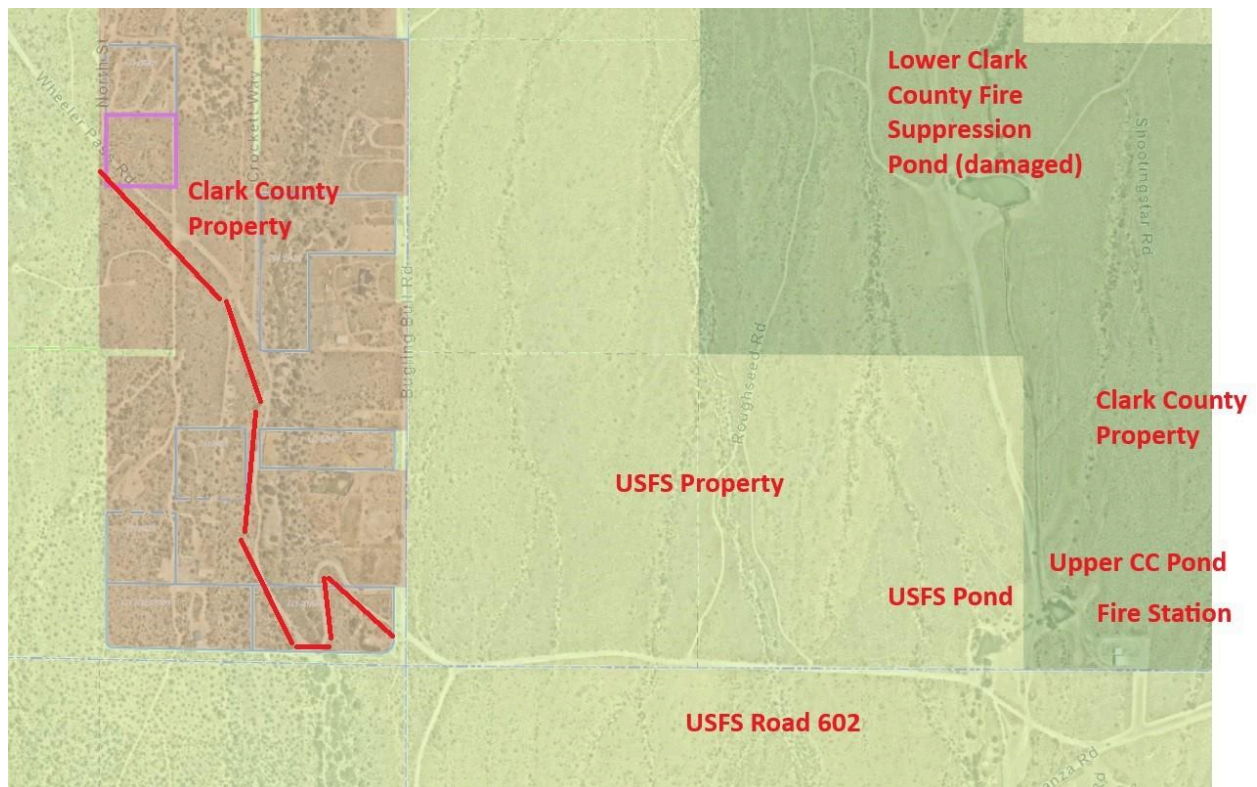 North St
Wheeler Pass Rd
Crockett Way
Clark County
Property
Bugling Bull Rd
Lower Clark
County Fire
Suppression
Pond (damaged)
Shootingstar Rd
Roughseed Rd
Clark County
Property
USFS Property
Upper CC Pond
USFS Pond
Fire Station
USFS Road 602
anza Rd